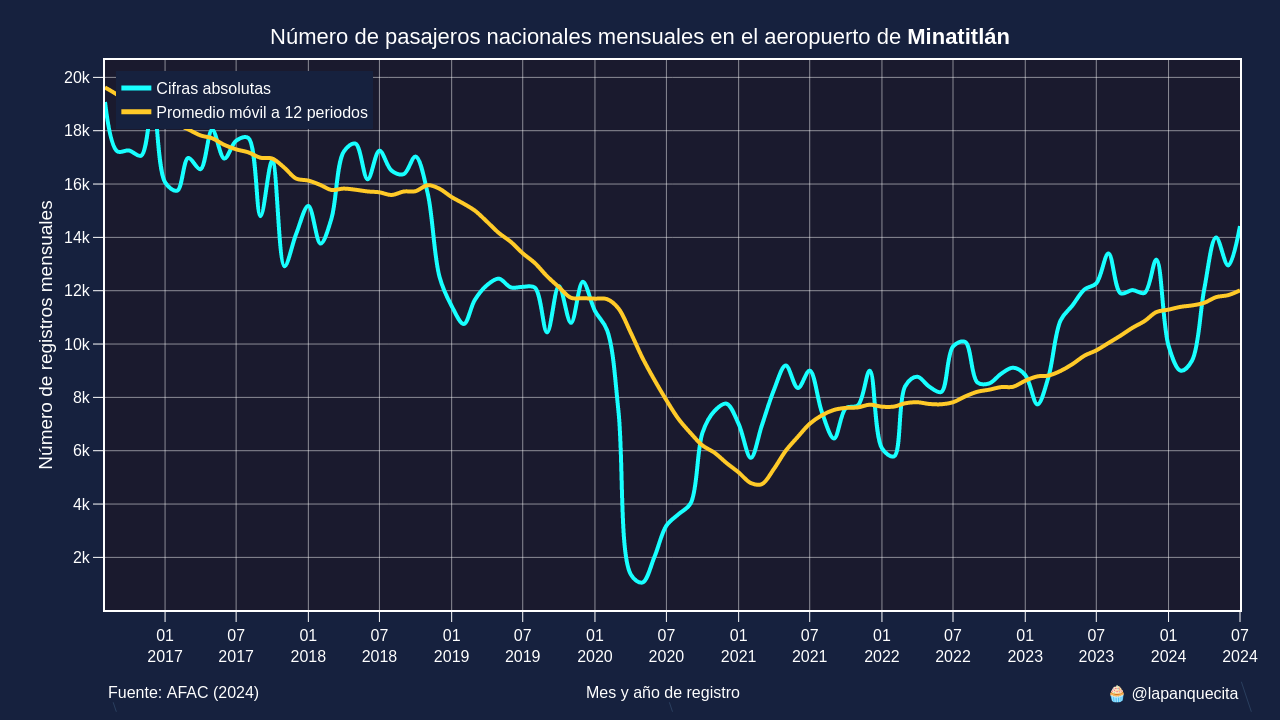 Número de pasajeros nacionales mensuales en el aeropuerto de Minatitlán
Cifras absolutas
Promedio móvil a 12 periodos
Número de registros mensuales
20k
18k
16k
14k
12k
10k
8k
6k
4k
2k
01 07 01 07 01 07 01 07 01 07 01 07 01 07 01 07
2017 2017 2018 2018 2019 2019 2020 2020 2021 2021 2022 2022 2023 2023 2024 2024
Fuente: AFAC (2024) Mes y año de registro 🧁 @lapanquecita